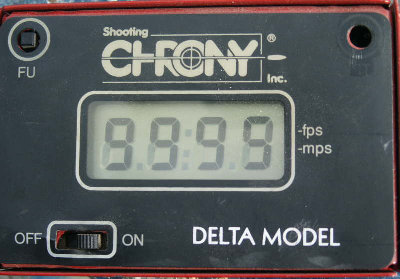 Shooting
CHRONY®
Inc.
FU
9999
-fps
-mps
OFF ON
DELTA MODEL